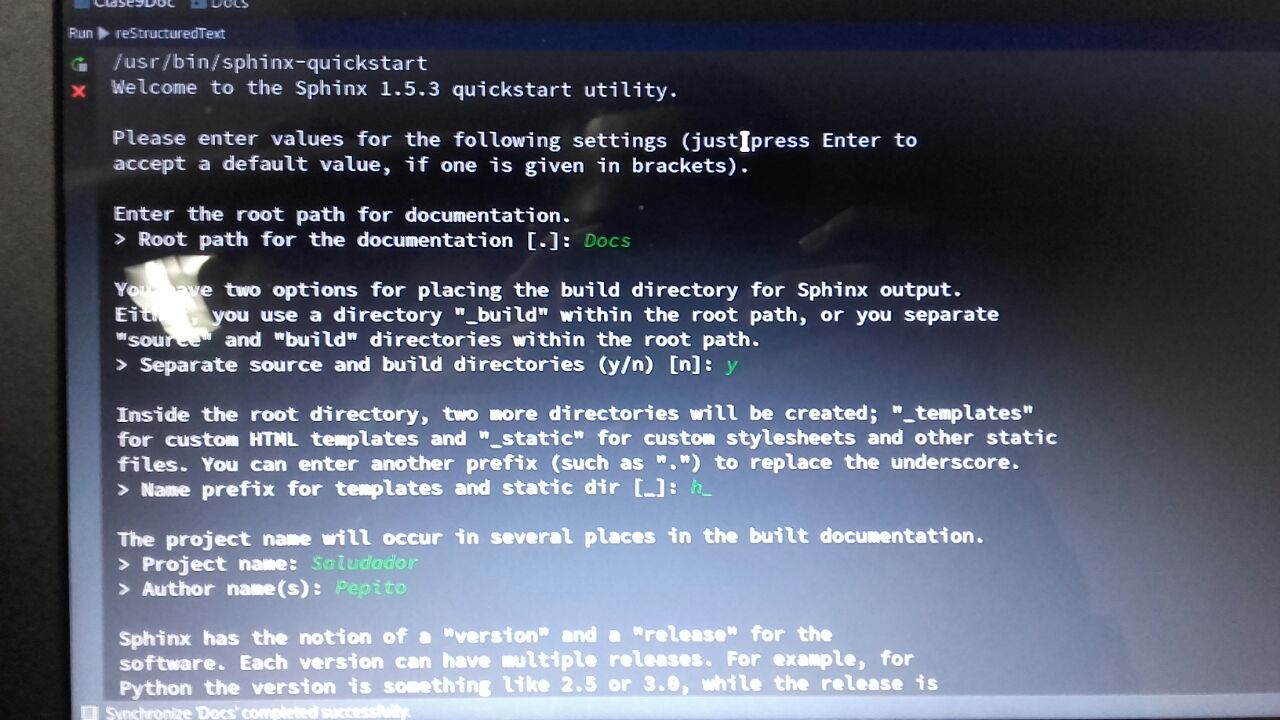 Clase9Doc Docs
Run reStructuredText
/usr/bin/sphinx-quickstart
Welcome to the Sphinx 1.5.3 quickstart utility.
Please enter values for the following settings (just press Enter to
accept a default value, if one is given in brackets).
Enter the root path for documentation.
> Root path for the documentation [.]: Docs
You have two options for placing the build directory for Sphinx output.
Either, you use a directory "_build" within the root path, or you separate
"source" and "build" directories within the root path.
> Separate source and build directories (y/n) [n]: y
Inside the root directory, two more directories will be created; "_templates"
for custom HTML templates and "_static" for custom stylesheets and other static
files. You can enter another prefix (such as ".") to replace the underscore.
> Name prefix for templates and static dir [_]: h_
The project name will occur in several places in the built documentation.
> Project name: Saludador
> Author name(s): Pepito
Sphinx has the notion of a "version" and a "release" for the
software. Each version can have multiple releases. For example, for
Python the version is something like 2.5 or 3.0, while the release is
Synchronize 'Docs' completed successfully.